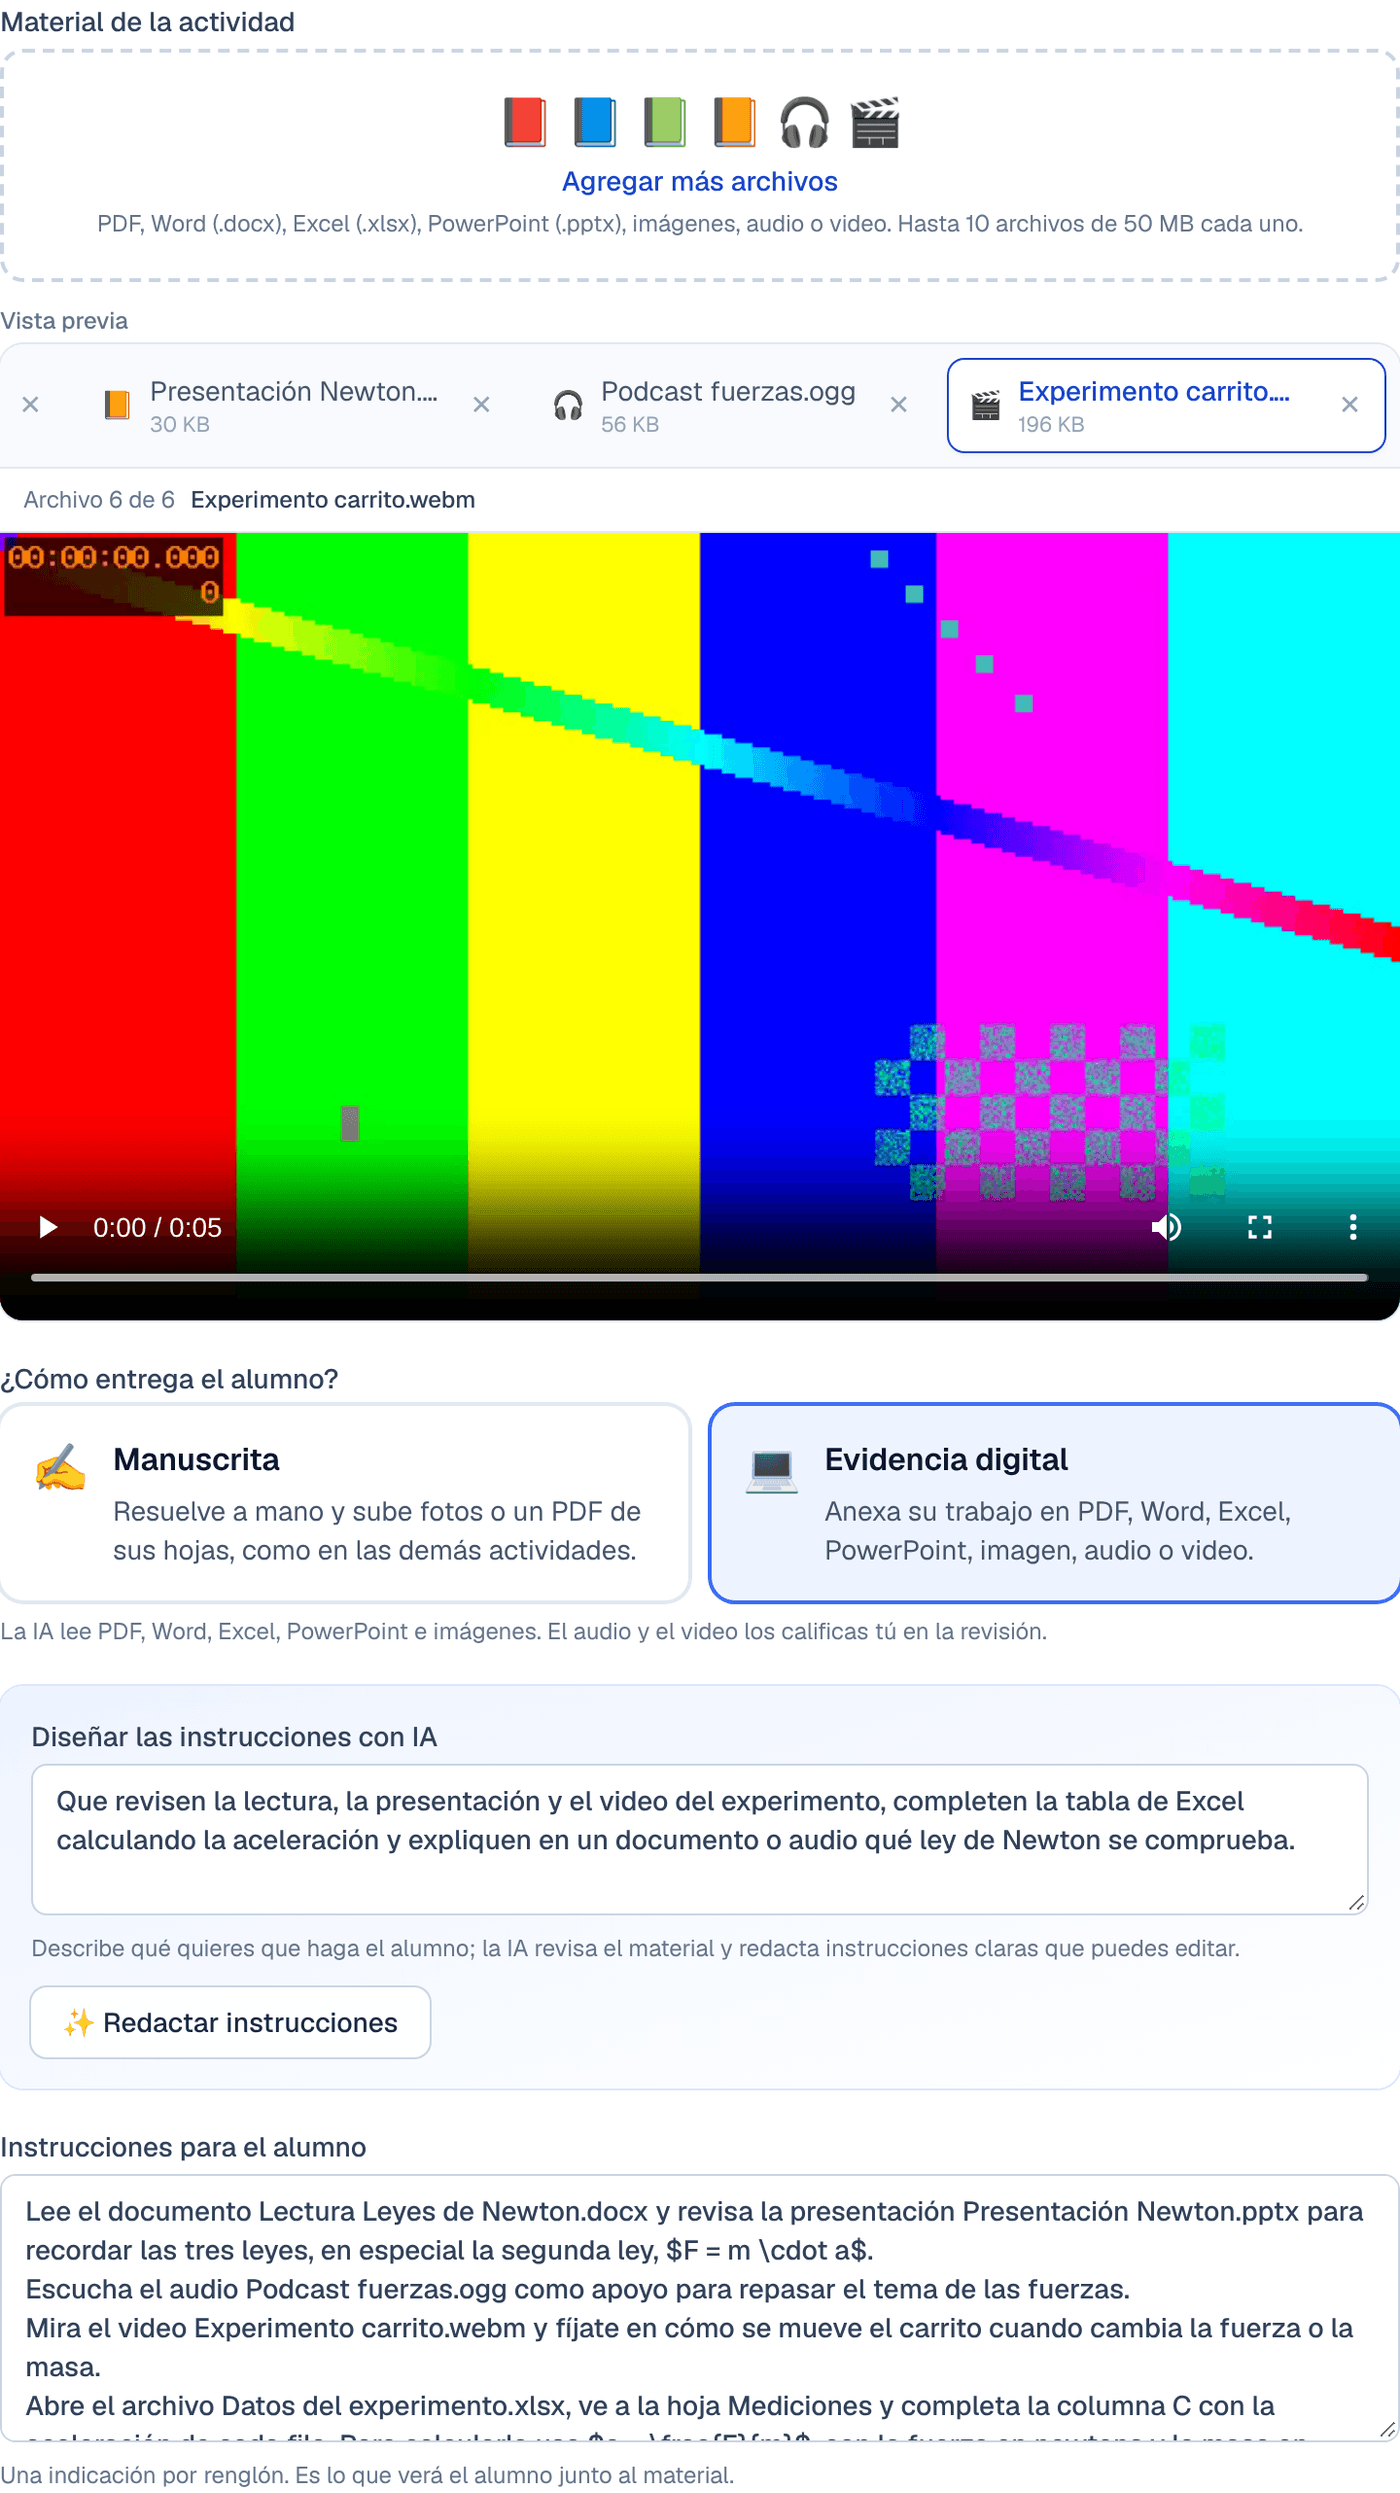 Material de la actividad
Agregar más archivos
PDF, Word (.docx), Excel (.xlsx), PowerPoint (.pptx), imágenes, audio o video. Hasta 10 archivos de 50 MB cada uno.
Vista previa
Presentación Newton....
30 KB
Podcast fuerzas.ogg
56 KB
Experimento carrito....
196 KB
Archivo 6 de 6 Experimento carrito.webm
00:00:00.000
0
0:00 / 0:05
¿Cómo entrega el alumno?
Manuscrita
Resuelve a mano y sube fotos o un PDF de
sus hojas, como en las demás actividades.
Evidencia digital
Anexa su trabajo en PDF, Word, Excel,
PowerPoint, imagen, audio o video.
La IA lee PDF, Word, Excel, PowerPoint e imágenes. El audio y el video los calificas tú en la revisión.
Diseñar las instrucciones con IA
Que revisen la lectura, la presentación y el video del experimento, completen la tabla de Excel
calculando la aceleración y expliquen en un documento o audio qué ley de Newton se comprueba.
Describe qué quieres que haga el alumno; la IA revisa el material y redacta instrucciones claras que puedes editar.
✨ Redactar instrucciones
Instrucciones para el alumno
Lee el documento Lectura Leyes de Newton.docx y revisa la presentación Presentación Newton.pptx para
recordar las tres leyes, en especial la segunda ley, $F = m \cdot a$.
Escucha el audio Podcast fuerzas.ogg como apoyo para repasar el tema de las fuerzas.
Mira el video Experimento carrito.webm y fíjate en cómo se mueve el carrito cuando cambia la fuerza o la
masa.
Abre el archivo Datos del experimento.xlsx, ve a la hoja Mediciones y completa la columna C con la
Una indicación por renglón. Es lo que verá el alumno junto al material.